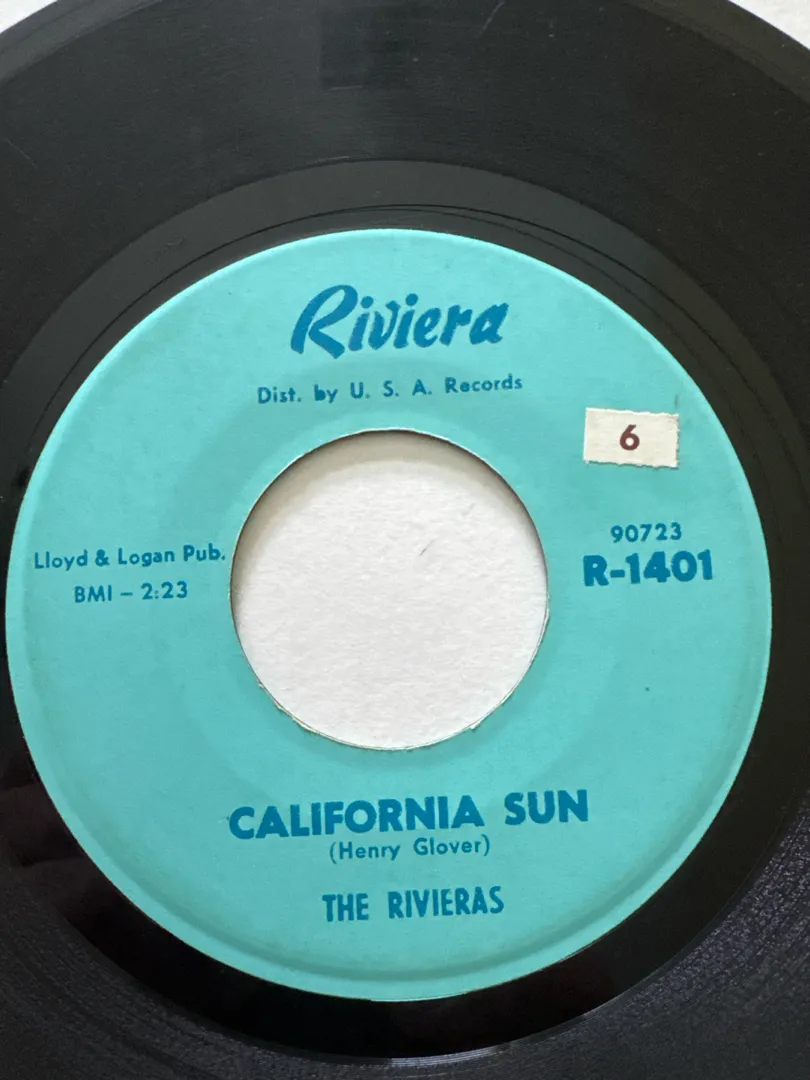 Riviera
Dist. by U. S. A. Records
6
Lloyd & Logan Pub.
BMI – 2:23
90723
R-1401
CALIFORNIA SUN
(Henry Glover)
THE RIVIERAS